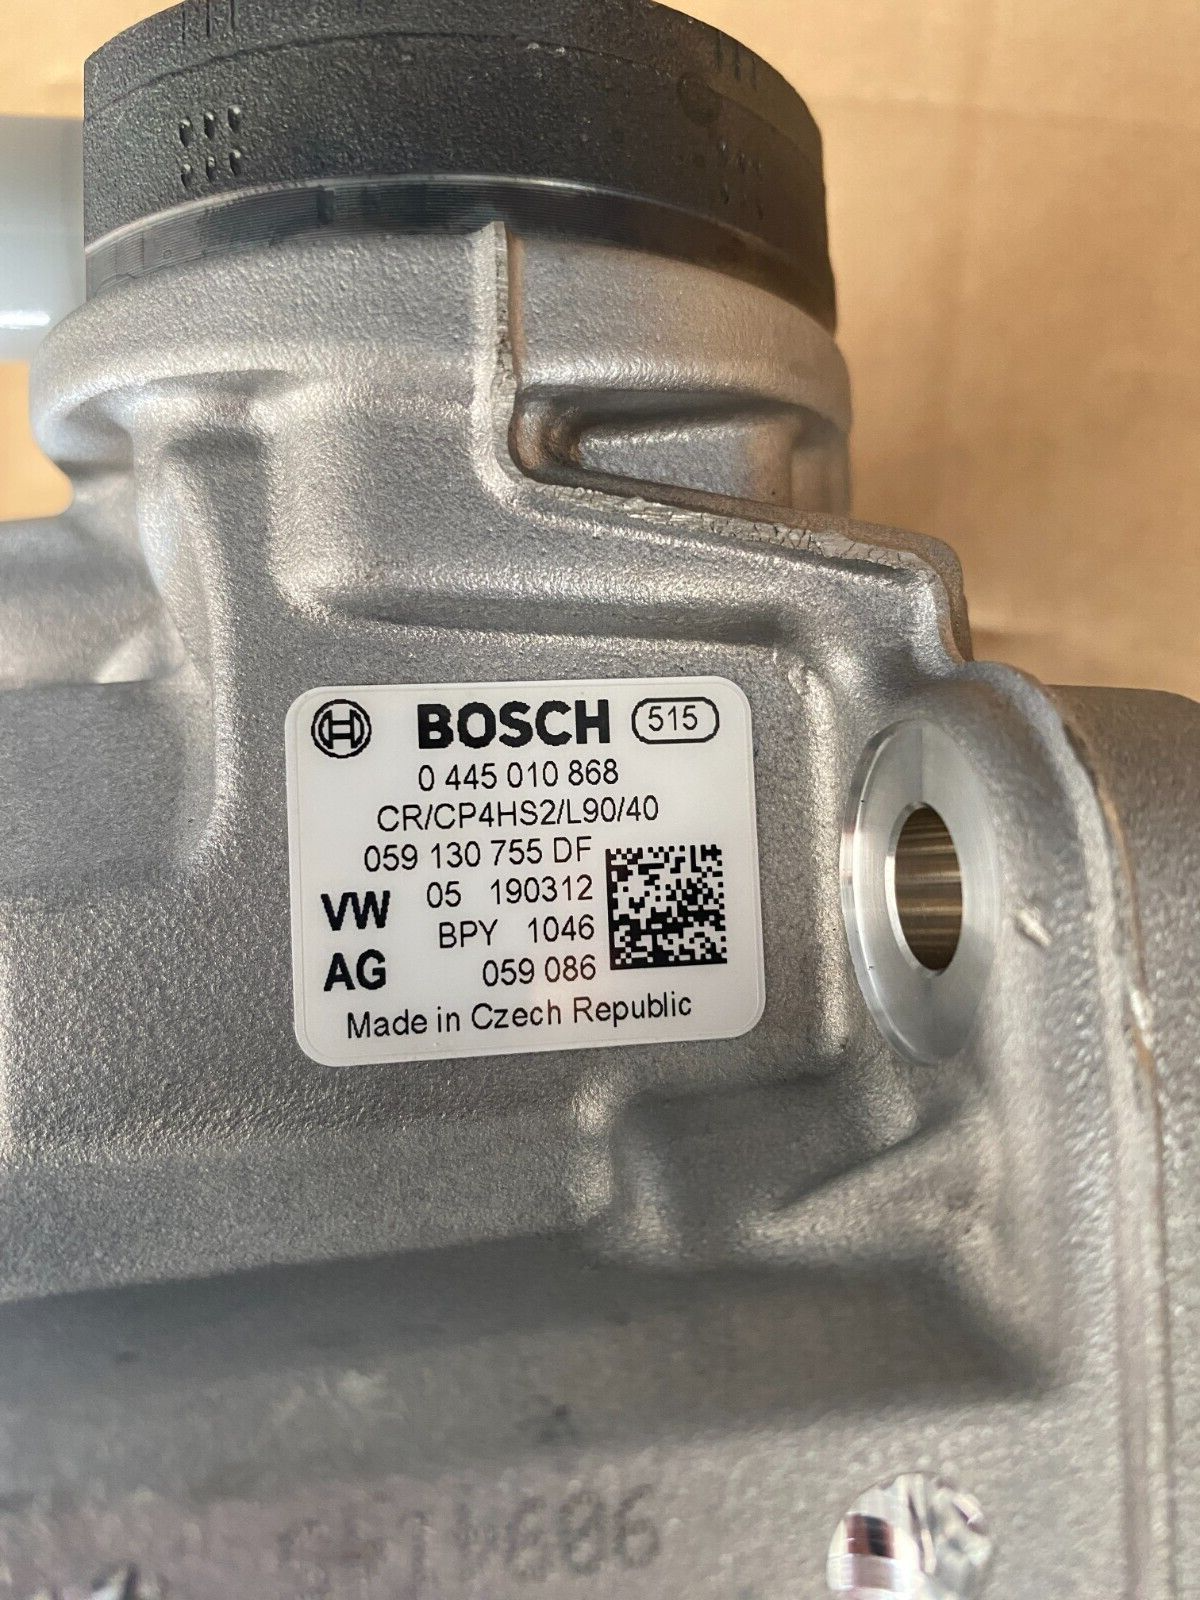 BOSCH 515
0 445 010 868
CR/CP4HS2/L90/40
059 130 755 DF
VW 05 190312
BPY 1046
AG 059 086
Made in Czech Republic